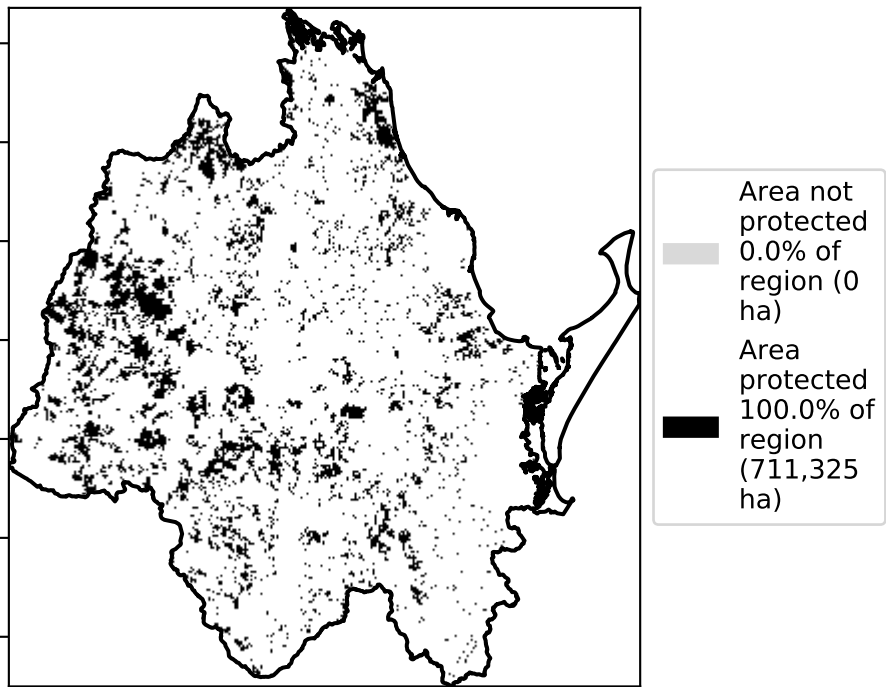 Area not
protected
0.0% of
region (0
ha)
Area
protected
100.0% of
region
(711,325
ha)